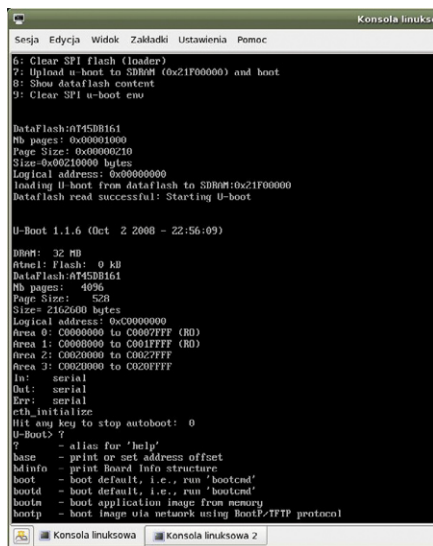 Konsola linukso
Sesja Edycja Widok Zakładki Ustawienia Pomoc
6: Clear SPI flash (loader)
7: Upload u-boot to SDRAM (0x21F00000) and boot
8: Show dataflash content
9: Clear SPI u-boot env
DataFlash:AT45DB161
Nb pages: 0x00001000
Page Size: 0x00000210
Size=0x00210000 bytes
Logical address: 0x00000000
loading U-boot from dataflash to SDRAM:0x21F00000
Dataflash read successful: Starting U-boot
U-Boot 1.1.6 (Oct 2 2008 - 22:56:09)
DRAM: 32 MB
Atmel: Flash: 0 kB
DataFlash:AT45DB161
Nb pages: 4096
Page Size: 528
Size= 2162688 bytes
Logical address: 0xC0000000
Area 0: C0000000 to C0007FFF (RO)
Area 1: C0008000 to C001FFFF (RO)
Area 2: C0020000 to C0027FFF
Area 3: C0028000 to C020FFFF
In: serial
Out: serial
Err: serial
eth_initialize
Hit any key to stop autoboot: 0
U-Boot> ?
? - alias for 'help'
base - print or set address offset
bdinfo - print Board Info structure
boot - boot default, i.e., run 'bootcmd'
bootd - boot default, i.e., run 'bootcmd'
bootm - boot application image from memory
bootp - boot image via network using BootP/TFTP protocol
Konsola linuksowa Konsola linuksowa 2